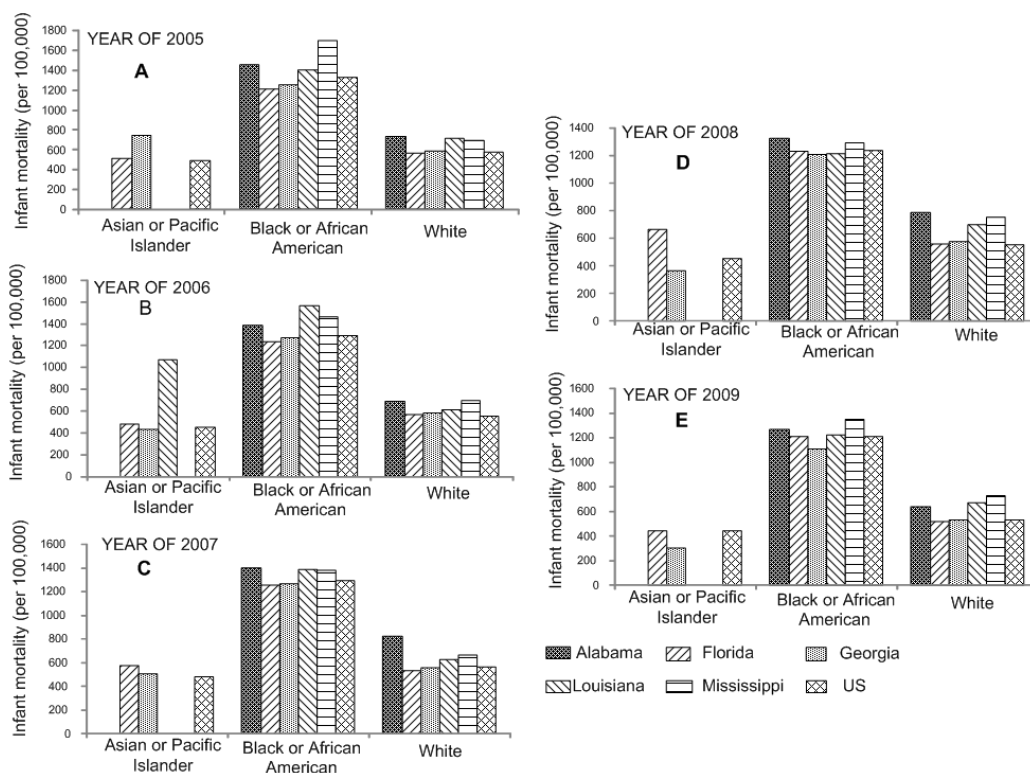 Infant mortality (per 100,000)
YEAR OF 2005
A
1800
1600
1400
1200
1000
800
600
400
200
0
Asian or Pacific
Islander
Black or African
American
White
Infant mortality (per 100,000)
YEAR OF 2006
B
1800
1600
1400
1200
1000
800
600
400
200
0
Asian or Pacific
Islander
Black or African
American
White
Infant mortality (per 100,000)
YEAR OF 2007
C
1600
1400
1200
1000
800
600
400
200
0
Asian or Pacific
Islander
Black or African
American
White
Infant mortality (per 100,000)
YEAR OF 2008
D
1400
1200
1000
800
600
400
200
0
Asian or Pacific
Islander
Black or African
American
White
Infant mortality (per 100,000)
YEAR OF 2009
E
1600
1400
1200
1000
800
600
400
200
0
Asian or Pacific
Islander
Black or African
American
White
Alabama Florida Georgia
Louisiana Mississippi US